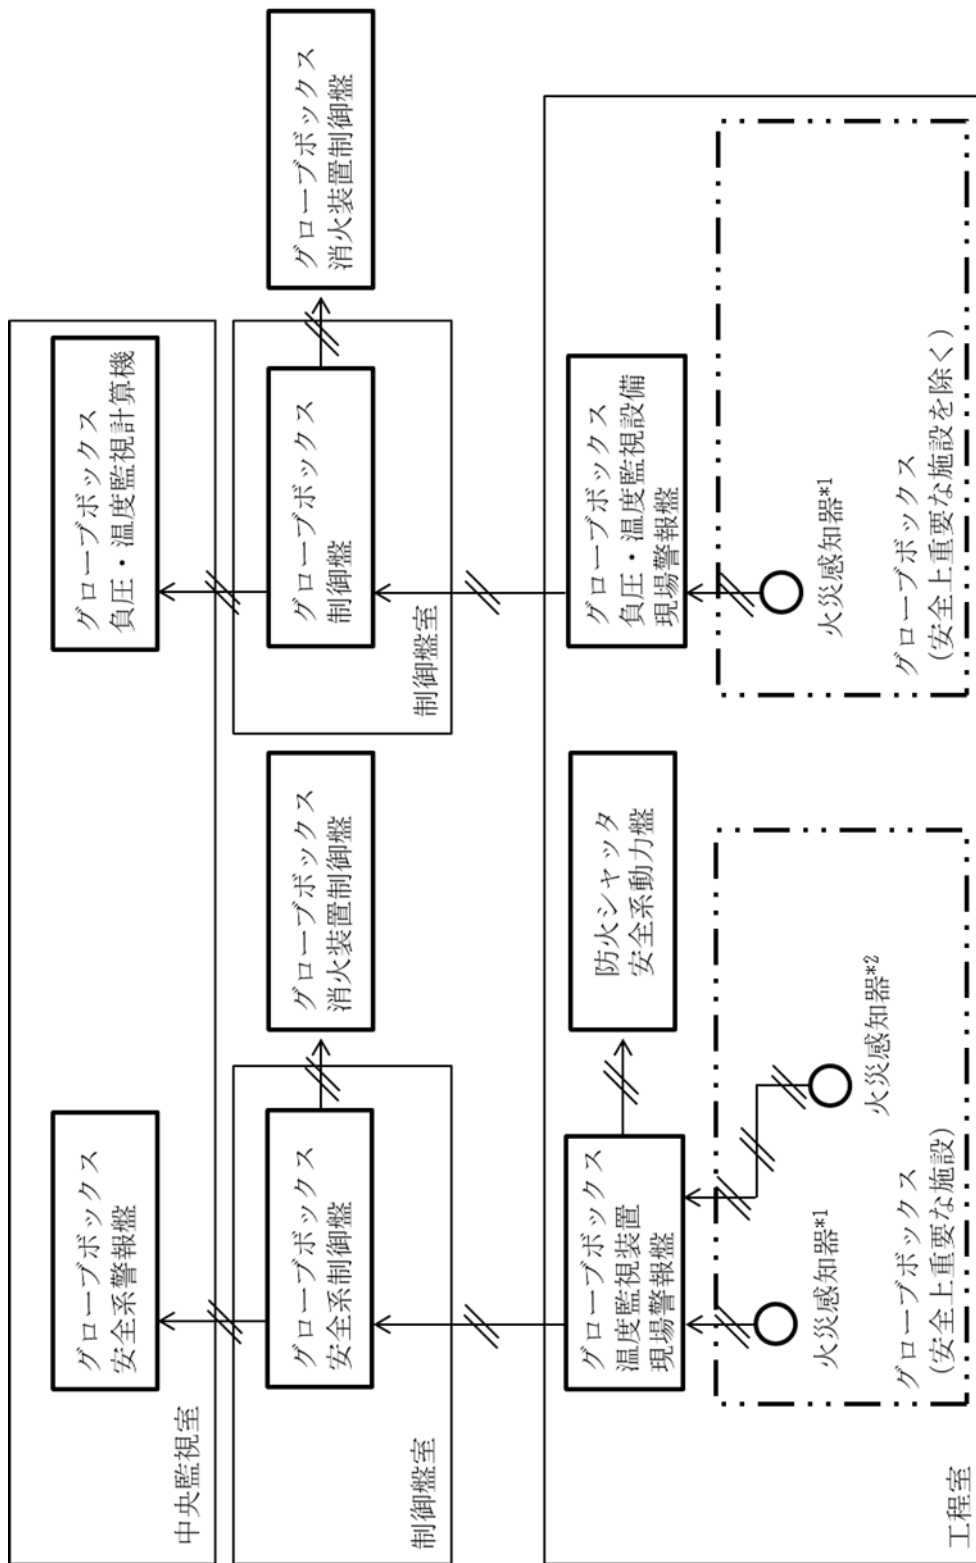 中央監視室
グローブボックス
安全系警報盤
グローブボックス
負圧・温度監視計算機
制御盤室
グローブボックス
安全系制御盤
グローブボックス
消火装置制御盤
制御盤室
グローブボックス
制御盤
グローブボックス
消火装置制御盤
工程室
グローブボックス
温度監視装置
現場警報盤
防火シャッタ
安全系動力盤
グローブボックス
負圧・温度監視設備
現場警報盤
火災感知器*1
火災感知器*2
グローブボックス
(安全上重要な施設)
火災感知器*1
グローブボックス
(安全上重要な施設を除く)